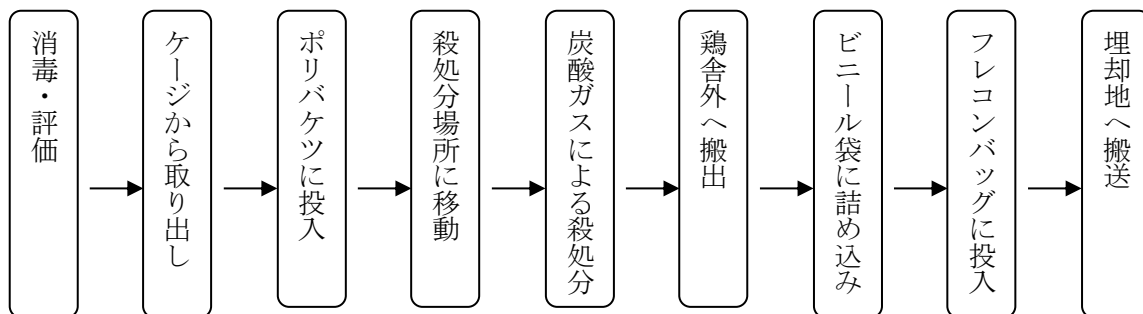 消毒・評価
ケージから取り出し
ポリバケツに投入
殺処分場所に移動
炭酸ガスによる殺処分
鶏舎外へ搬出
ビニール袋に詰め込み
フレコンバッグに投入
埋却地へ搬送